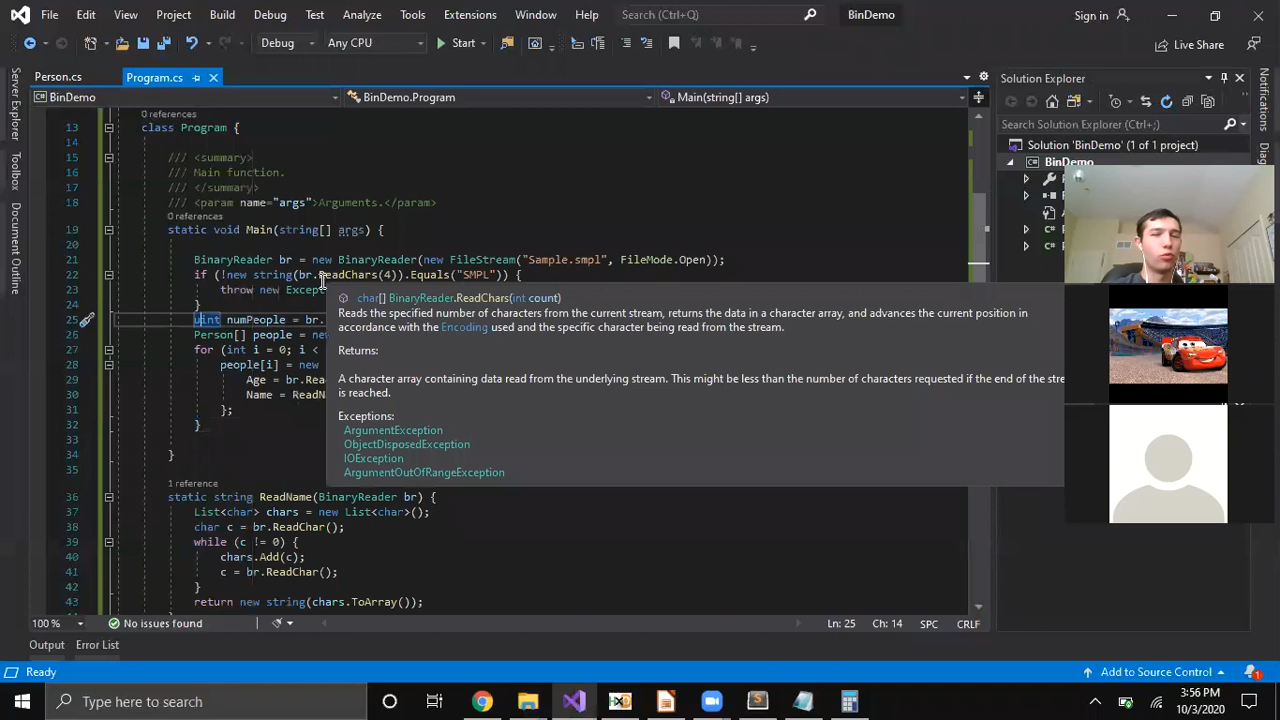 File Edit View Project Build Debug Test Analyze Tools Extensions Window Help Search (Ctrl+Q) BinDemo Sign in
Debug Any CPU Start Live Share
Person.cs Program.cs
BinDemo BinDemo.Program Main(string[] args)
Server Explorer Toolbox Document Outline
0 references
13 class Program {
14
15 /// <summary>
16 /// Main function.
17 /// </summary>
18 /// <param name="args">Arguments.</param>
0 references
19 static void Main(string[] args) {
20
21 BinaryReader br = new BinaryReader(new FileStream("Sample.smpl", FileMode.Open));
22 if (!new string(br.ReadChars(4)).Equals("SMPL")) {
23 throw new Except
24 }
25 uint numPeople = br.
26 Person[] people = new
27 for (int i = 0; i <
28 people[i] = new
29 Age = br.Rea
30 Name = ReadN
31 };
32 }
33
34 }
35
1 reference
36 static string ReadName(BinaryReader br) {
37 List<char> chars = new List<char>();
38 char c = br.ReadChar();
39 while (c != 0) {
40 chars.Add(c);
41 c = br.ReadChar();
42 }
43 return new string(chars.ToArray());
char[] BinaryReader.ReadChars(int count)
Reads the specified number of characters from the current stream, returns the data in a character array, and advances the current position in
accordance with the Encoding used and the specific character being read from the stream.
Returns:
A character array containing data read from the underlying stream. This might be less than the number of characters requested if the end of the stre
is reached.
Exceptions:
ArgumentException
ObjectDisposedException
IOException
ArgumentOutOfRangeException
Solution Explorer
Search Solution Explorer (Ctrl+;)
Solution 'BinDemo' (1 of 1 project)
BinDemo
Notifications
100 % No issues found Ln: 25 Ch: 14 SPC CRLF
Output Error List
Ready Add to Source Control 1
Type here to search
3:56 PM
10/3/2020